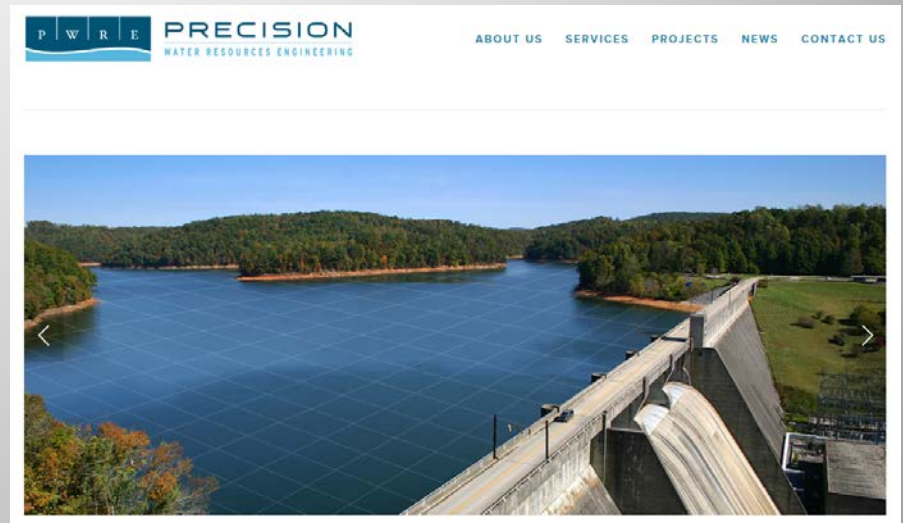 P W R E
PRECISION
WATER RESOURCES ENGINEERING
ABOUT US SERVICES PROJECTS NEWS CONTACT US